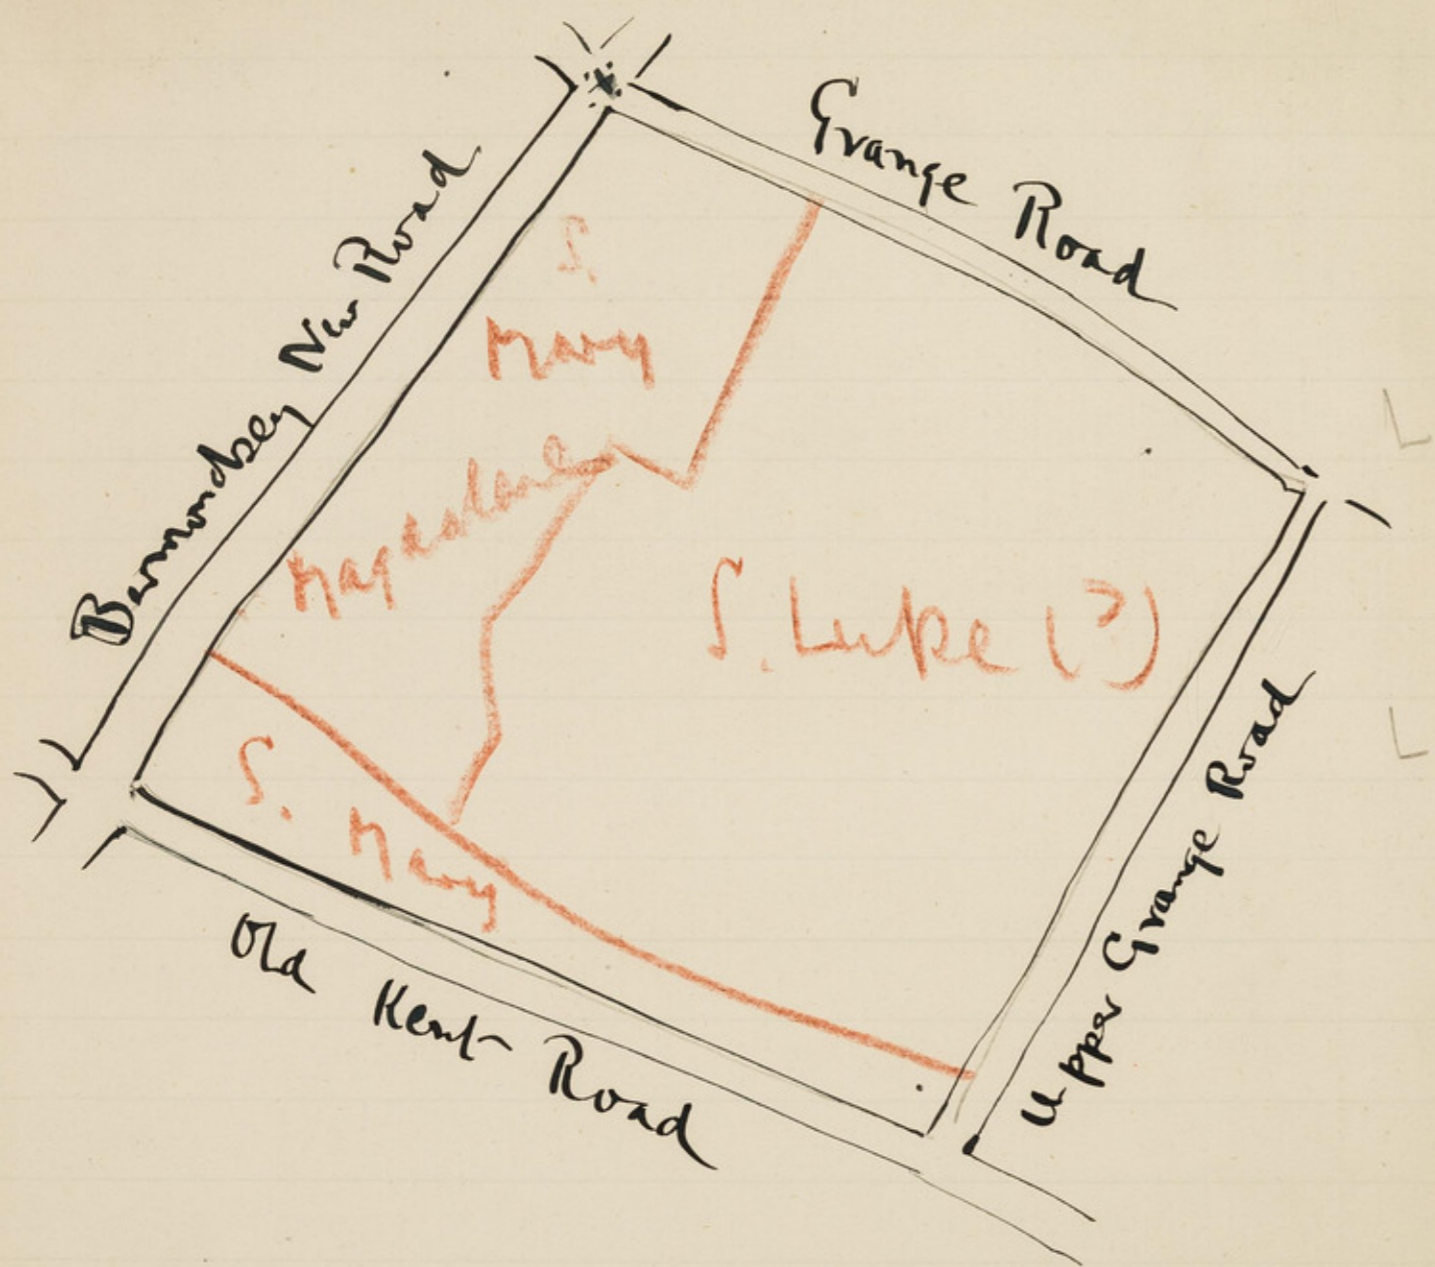 Grange Road
Bermondsey New Road
S.
Mary
Magdalene
S. Luke (?)
S. Mary
Old Kent Road
Upper Grange Road